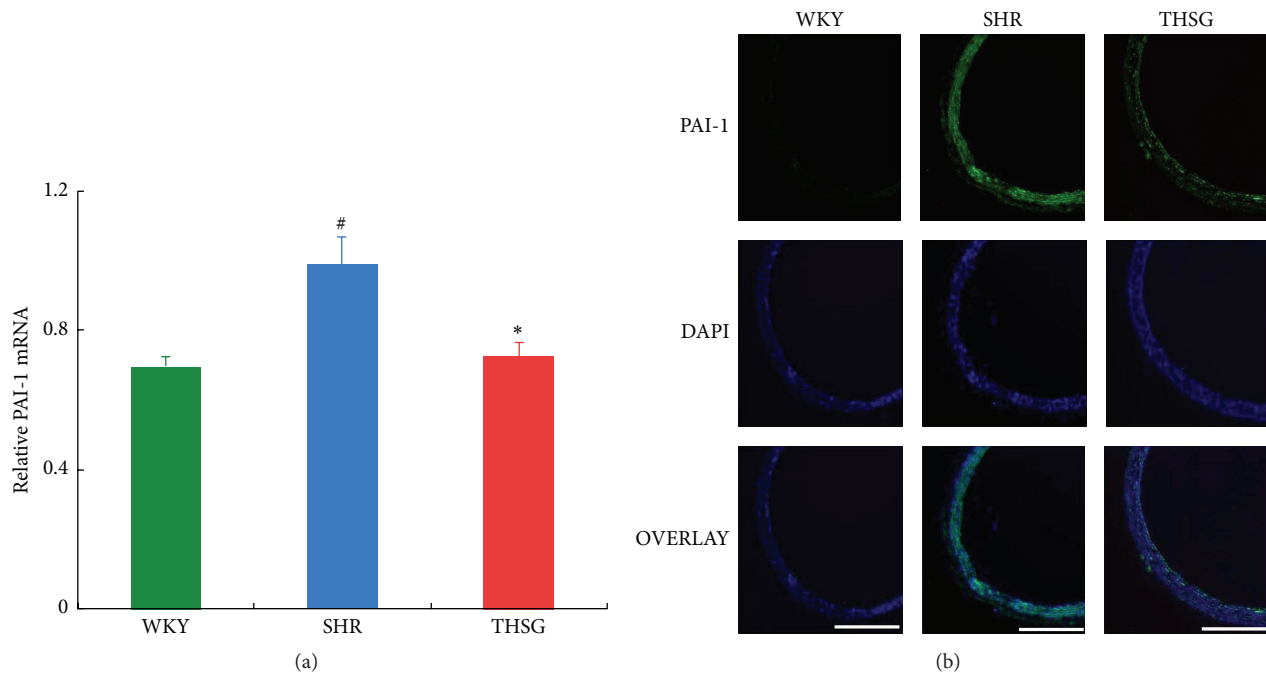 Relative PAI-1 mRNA
1.2
0.8
0.4
0
#
*
WKY
SHR
THSG
(a)
WKY
SHR
THSG
PAI-1
DAPI
OVERLAY
(b)